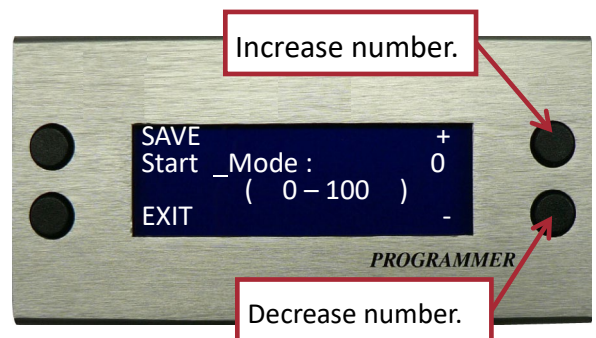 Increase number.
SAVE +
Start _Mode : 0
( 0 – 100 )
EXIT -
PROGRAMMER
Decrease number.